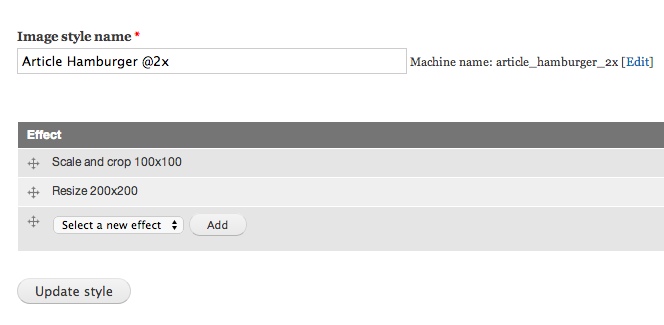 Image style name *
Article Hamburger @2x Machine name: article_hamburger_2x [Edit]
Effect
Scale and crop 100x100
Resize 200x200
Select a new effect Add
Update style